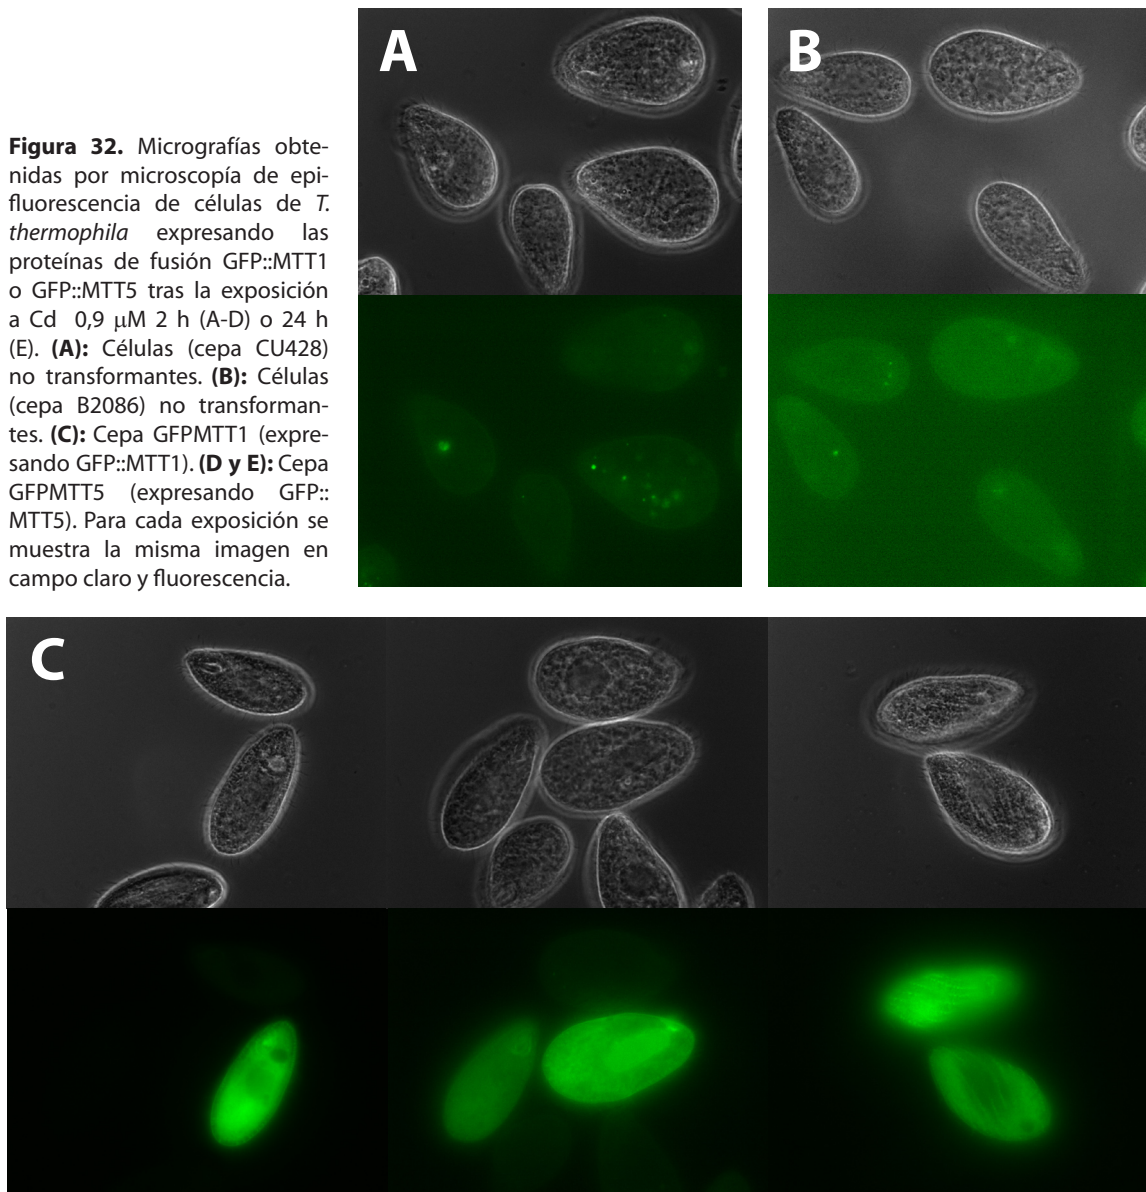 Figura 32. Micrografías obte-
nidas por microscopía de epi-
fluorescencia de células de T.
thermophila expresando las
proteínas de fusión GFP::MTT1
o GFP::MTT5 tras la exposición
a Cd 0,9 μM 2 h (A-D) o 24 h
(E). (A): Células (cepa CU428)
no transformantes. (B): Células
(cepa B2086) no transforman-
tes. (C): Cepa GFPMTT1 (expre-
sando GFP::MTT1). (D y E): Cepa
GFPMTT5 (expresando GFP::
MTT5). Para cada exposición se
muestra la misma imagen en
campo claro y fluorescencia.
A
B
C